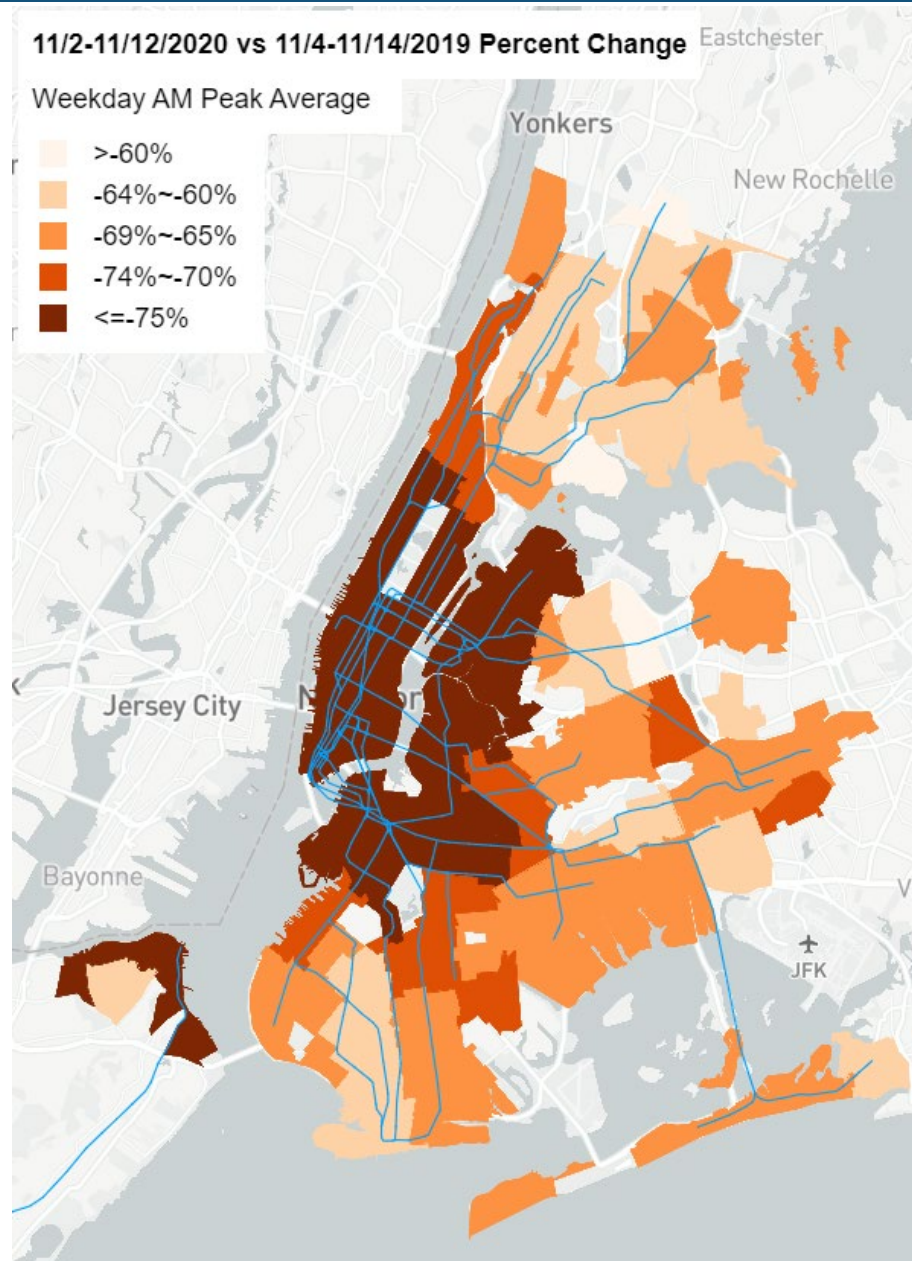 11/2-11/12/2020 vs 11/4-11/14/2019 Percent Change
Eastchester
Weekday AM Peak Average
>-60%
-64%~-60%
-69%~-65%
-74%~-70%
<=-75%
Yonkers
New Rochelle
Jersey City
Bayonne
JFK